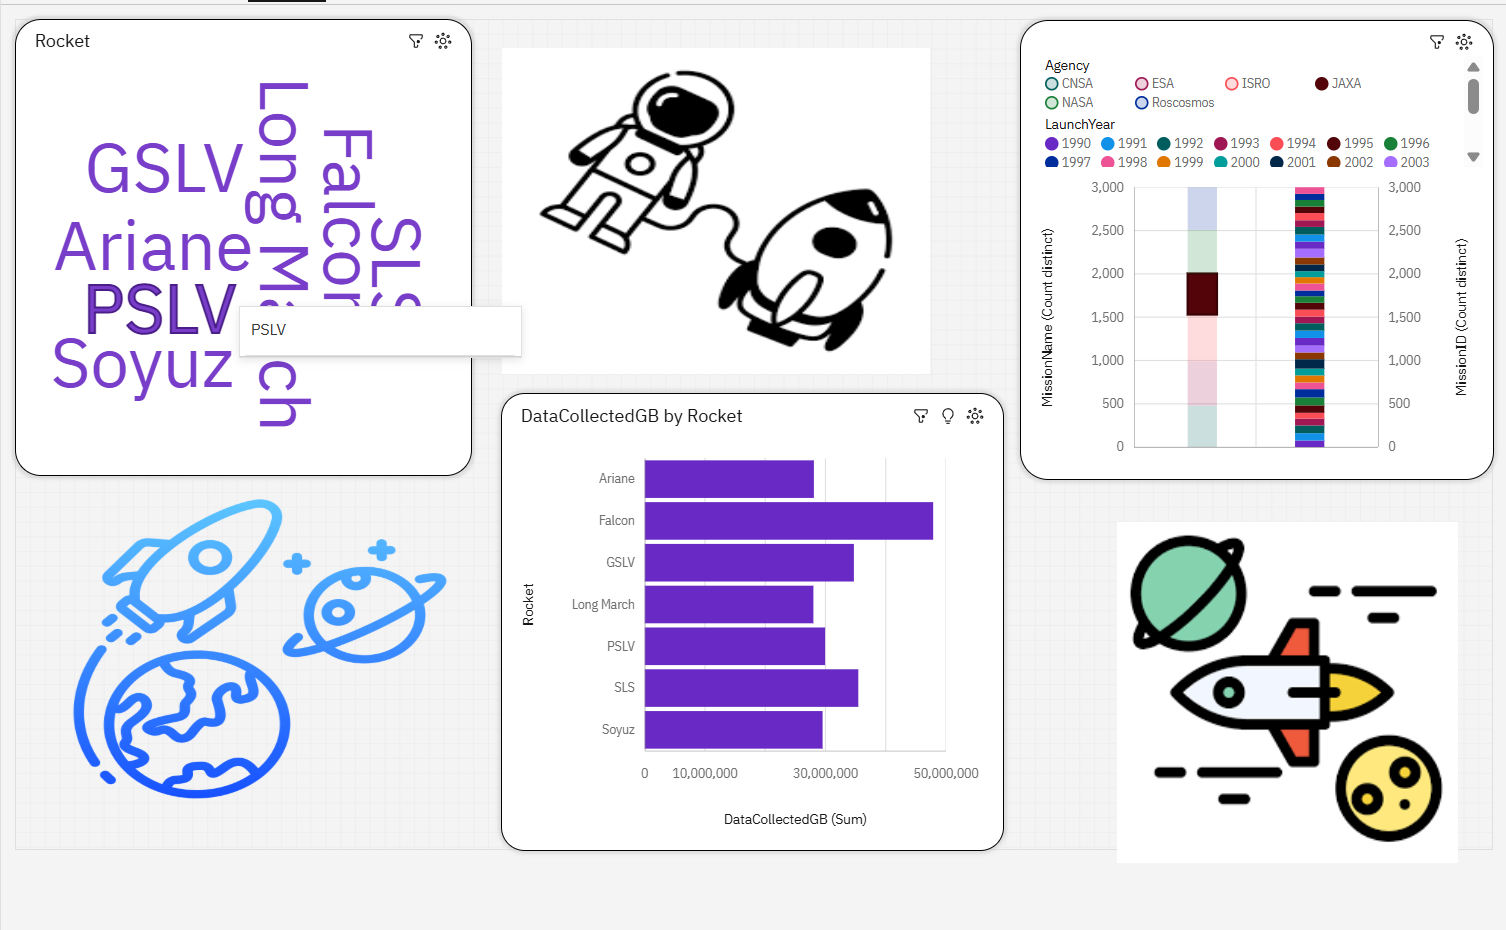 Rocket
GSLV
Ariane
PSLV
Soyuz
Long March
Falcon
SLS
PSLV
DataCollectedGB by Rocket
Rocket
Ariane
Falcon
GSLV
Long March
PSLV
SLS
Soyuz
0 10,000,000 30,000,000 50,000,000
DataCollectedGB (Sum)
Agency
CNSA ESA ISRO JAXA
NASA Roscosmos
LaunchYear
1990 1991 1992 1993 1994 1995 1996
1997 1998 1999 2000 2001 2002 2003
MissionName (Count distinct)
3,000 3,000
2,500 2,500
2,000 2,000
1,500 1,500
1,000 1,000
500 500
0 0
MissionID (Count distinct)